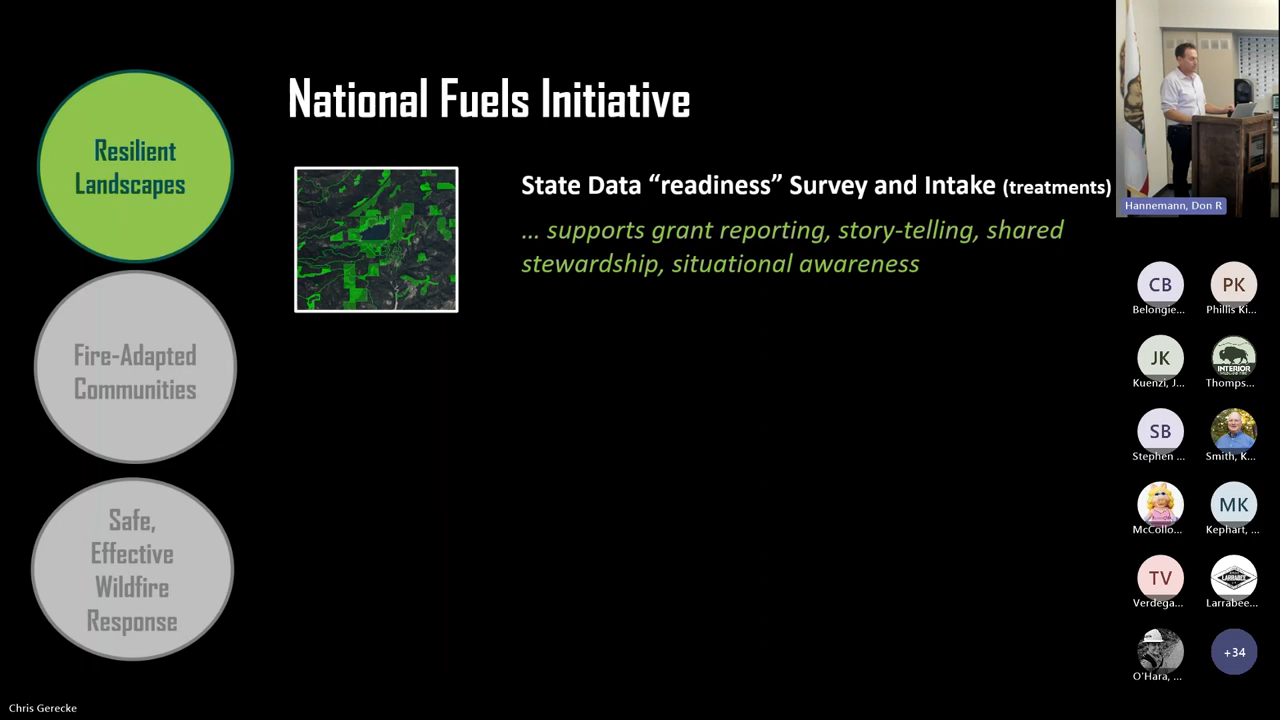 National Fuels Initiative
Resilient
Landscapes
Fire-Adapted
Communities
Safe,
Effective
Wildfire
Response
State Data “readiness” Survey and Intake (treatments)
... supports grant reporting, story-telling, shared
stewardship, situational awareness
Hannemann, Don R
CB
Belongie...
PK
Phillis Ki...
JK
Kuenzi, J...
INTERIOR
Thomps...
SB
Stephen ...
Smith, K...
McCollo...
MK
Kephart, ...
TV
Verdega...
LARRABEE
Larrabee...
O'Hara, ...
+34
Chris Gerecke